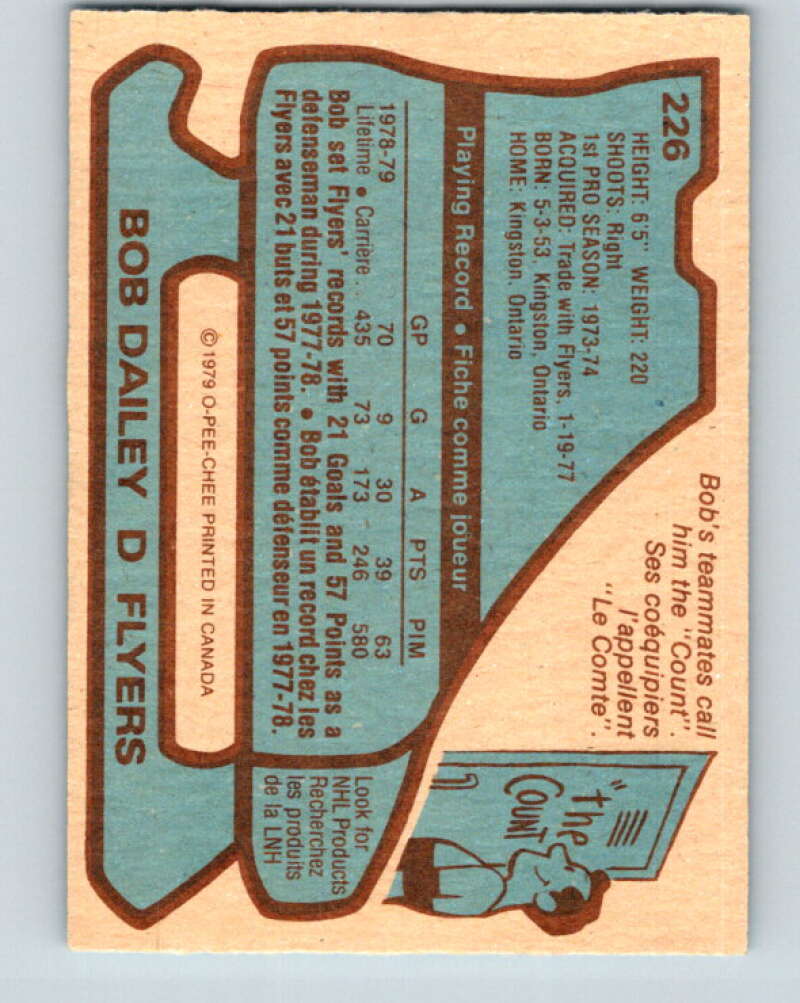 226
HEIGHT: 6'5" WEIGHT: 220
SHOOTS: Right
1st PRO SEASON: 1973-74
ACQUIRED: Trade with Flyers, 1-19-77
BORN: 5-3-53, Kingston, Ontario
HOME: Kingston, Ontario
Bob's teammates call
him the "Count".
Ses coéquipiers
l'appellent
"Le Comte".
"the
COUNT
Playing Record • Fiche comme joueur
GP G A PTS PIM
1978-79 70 9 30 39 63
Lifetime • Carrière... 435 73 173 246 580
Bob set Flyers' records with 21 Goals and 57 Points as a
defenseman during 1977-78. • Bob établit un record chez les
Flyers avec 21 buts et 57 points comme défenseur en 1977-78.
Look for
NHL Products
Recherchez
les produits
de la LNH
© 1979 O-PEE-CHEE PRINTED IN CANADA
BOB DAILEY D FLYERS